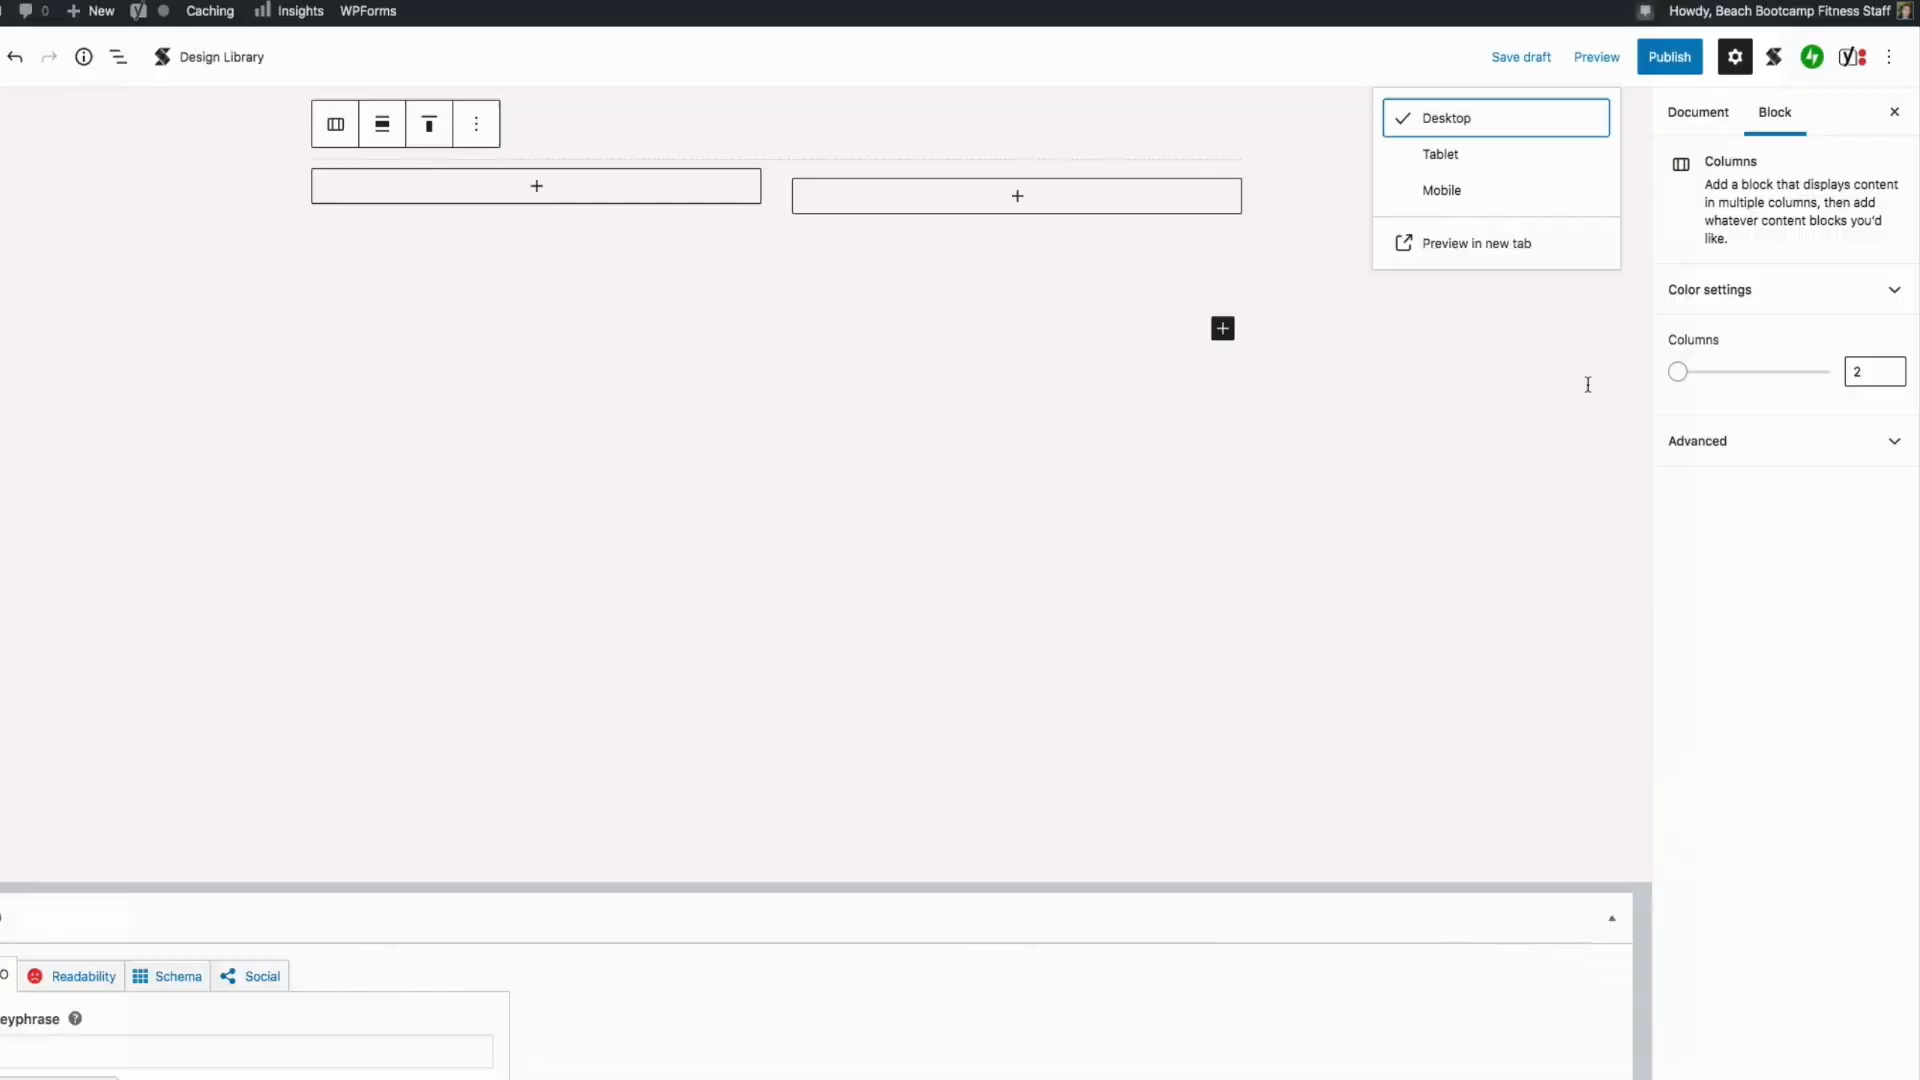 0 New Caching Insights WPForms Howdy, Beach Bootcamp Fitness Staff
Design Library Save draft Preview Publish
Desktop
Tablet
Mobile
Preview in new tab
Document Block
Columns
Add a block that displays content
in multiple columns, then add
whatever content blocks you'd
like.
Color settings
Columns
2
Advanced
O Readability Schema Social
eyphrase